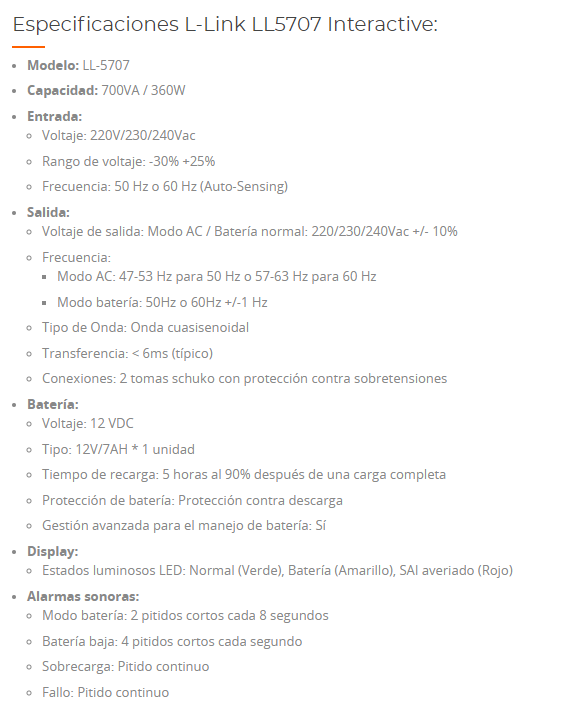 Especificaciones L-Link LL5707 Interactive:
Modelo: LL-5707
Capacidad: 700VA / 360W
Entrada:
Voltaje: 220V/230/240Vac
Rango de voltaje: -30% +25%
Frecuencia: 50 Hz o 60 Hz (Auto-Sensing)
Salida:
Voltaje de salida: Modo AC / Batería normal: 220/230/240Vac +/- 10%
Frecuencia:
Modo AC: 47-53 Hz para 50 Hz o 57-63 Hz para 60 Hz
Modo batería: 50Hz o 60Hz +/-1 Hz
Tipo de Onda: Onda cuasisenoidal
Transferencia: < 6ms (típico)
Conexiones: 2 tomas schuko con protección contra sobretensiones
Batería:
Voltaje: 12 VDC
Tipo: 12V/7AH * 1 unidad
Tiempo de recarga: 5 horas al 90% después de una carga completa
Protección de batería: Protección contra descarga
Gestión avanzada para el manejo de batería: Sí
Display:
Estados luminosos LED: Normal (Verde), Batería (Amarillo), SAI averiado (Rojo)
Alarmas sonoras:
Modo batería: 2 pitidos cortos cada 8 segundos
Batería baja: 4 pitidos cortos cada segundo
Sobrecarga: Pitido continuo
Fallo: Pitido continuo